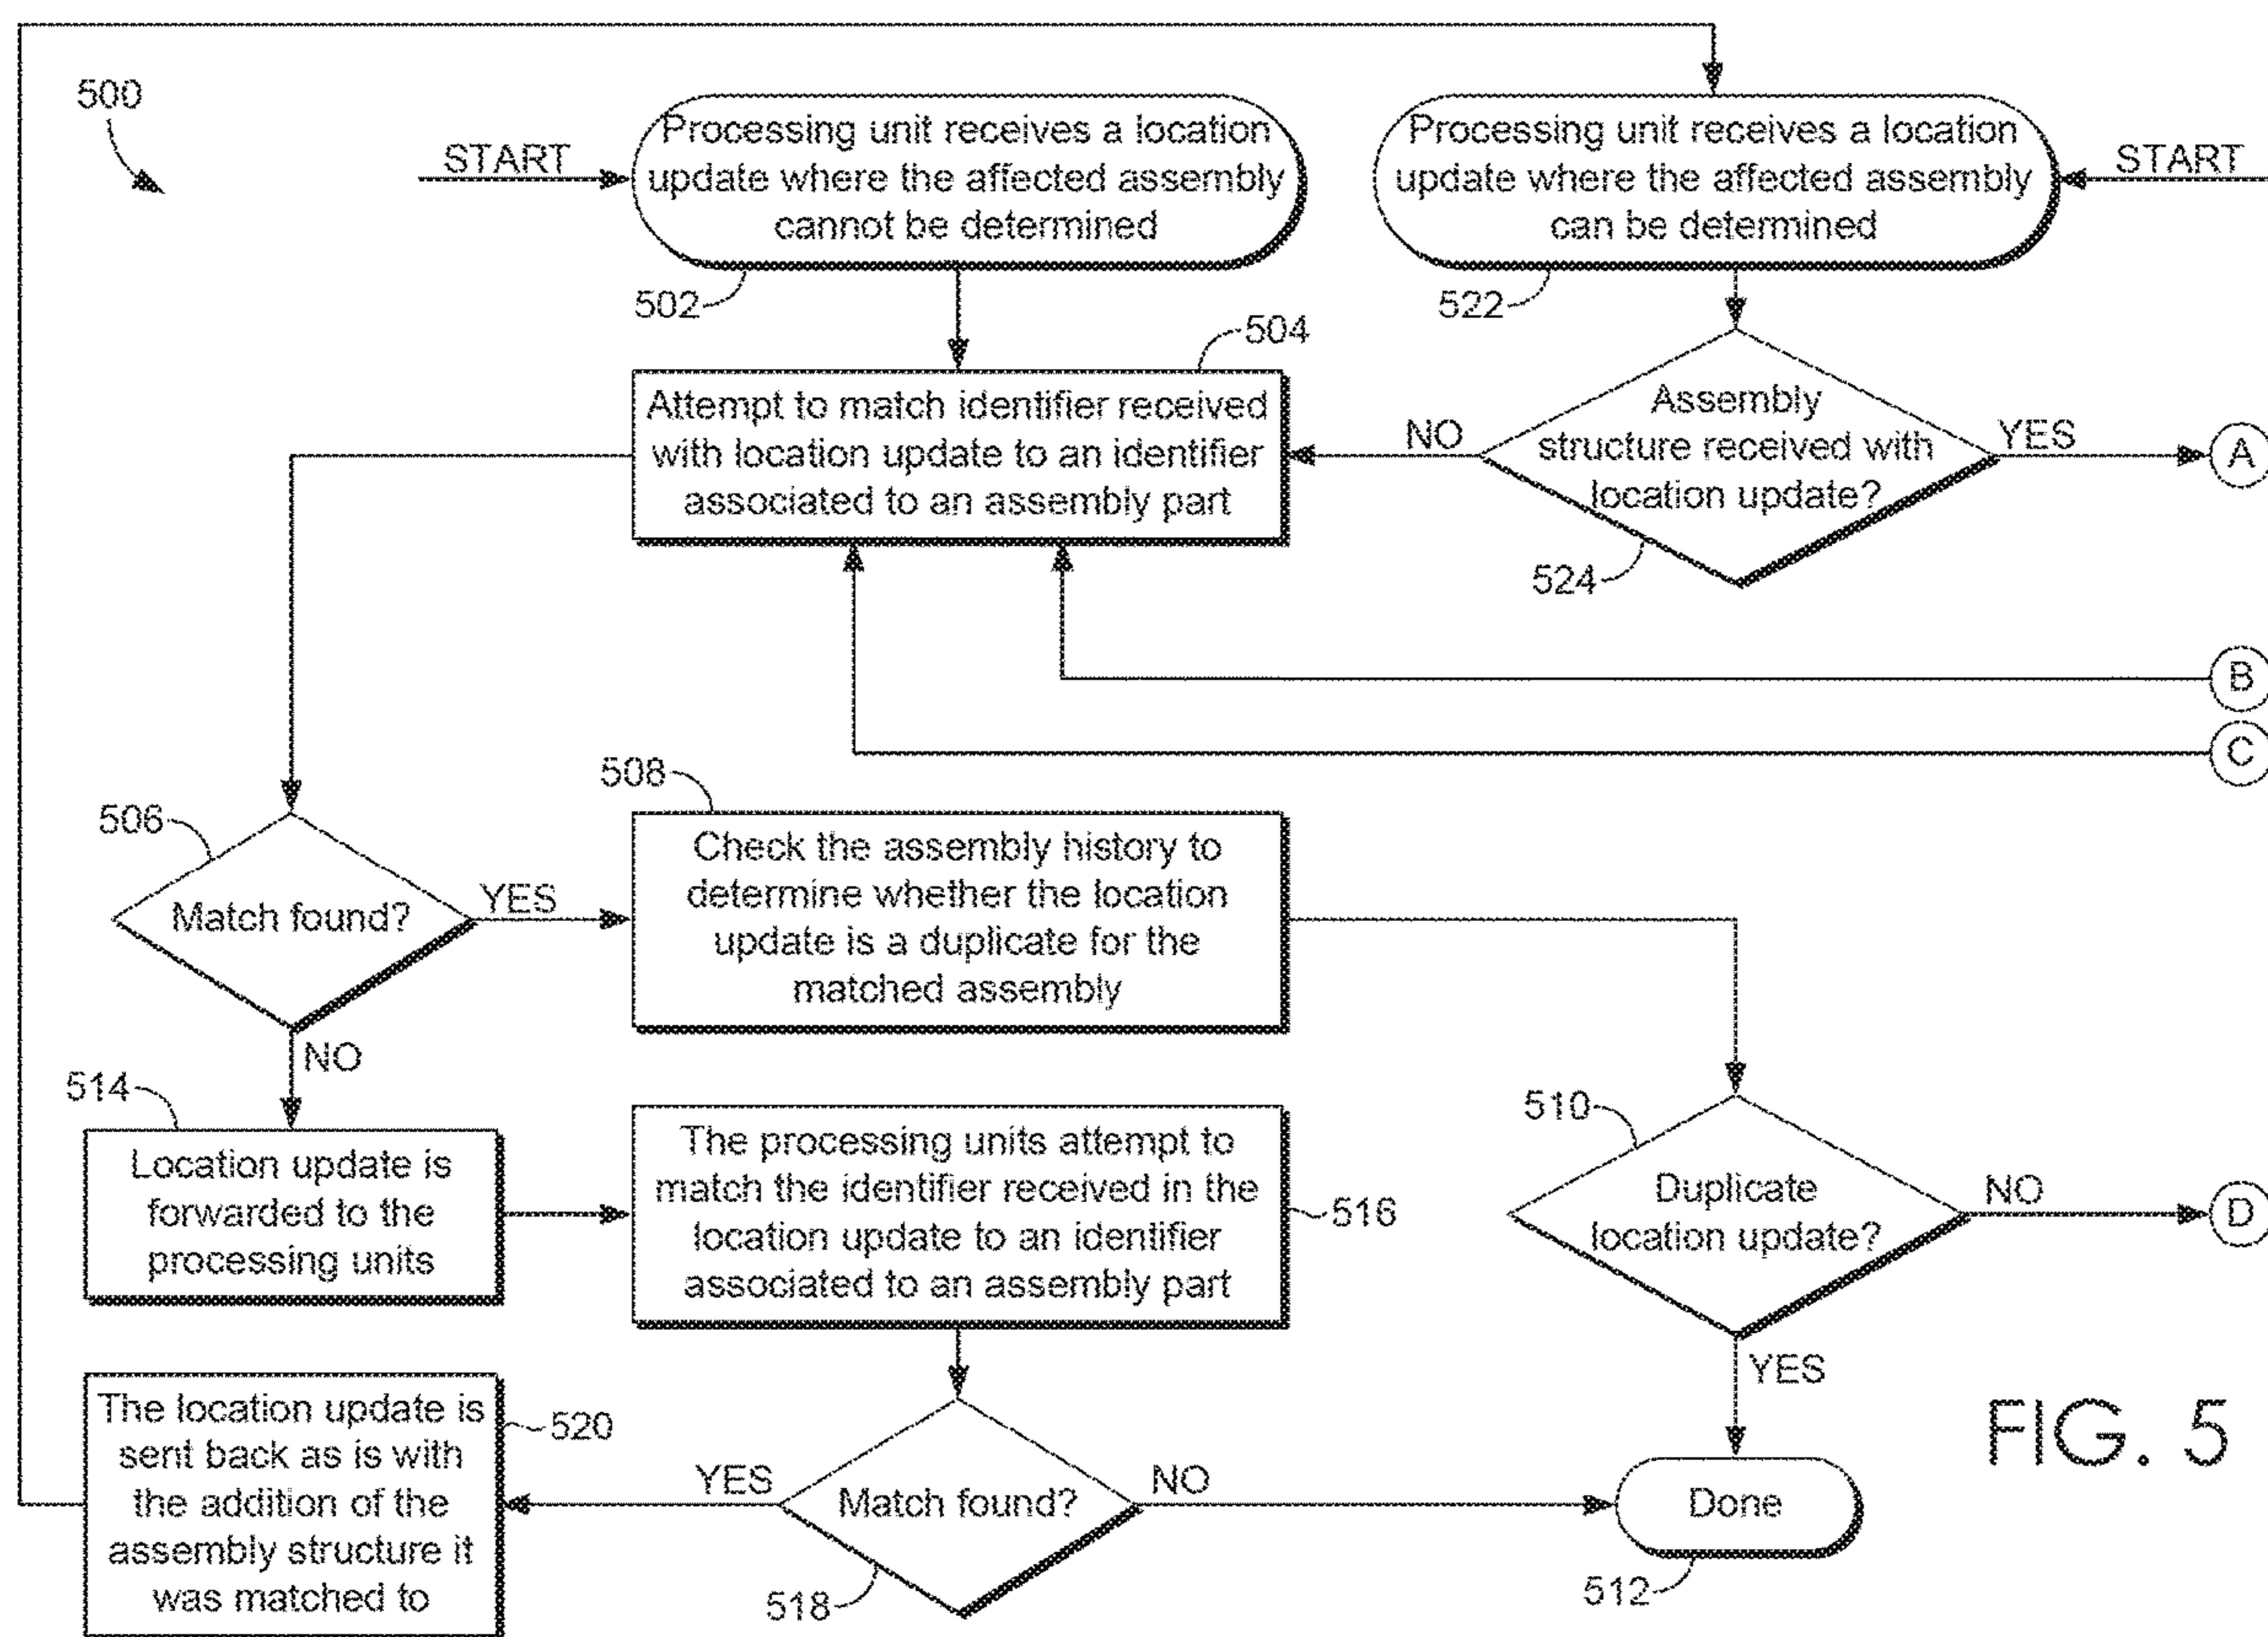 500
START
Processing unit receives a location
update where the affected assembly
cannot be determined
502
Processing unit receives a location
update where the affected assembly
can be determined
START
522
504
Attempt to match identifier received
with location update to an identifier
associated to an assembly part
NO
Assembly
structure received with
location update?
YES
A
524
B
C
506
Match found?
YES
508
Check the assembly history to
determine whether the location
update is a duplicate for the
matched assembly
NO
514
Location update is
forwarded to the
processing units
The processing units attempt to
match the identifier received in the
location update to an identifier
associated to an assembly part
516
510
Duplicate
location update?
NO
D
YES
The location update is
sent back as is with
the addition of the
assembly structure it
was matched to
520
YES
Match found?
NO
518
Done
512
FIG. 5